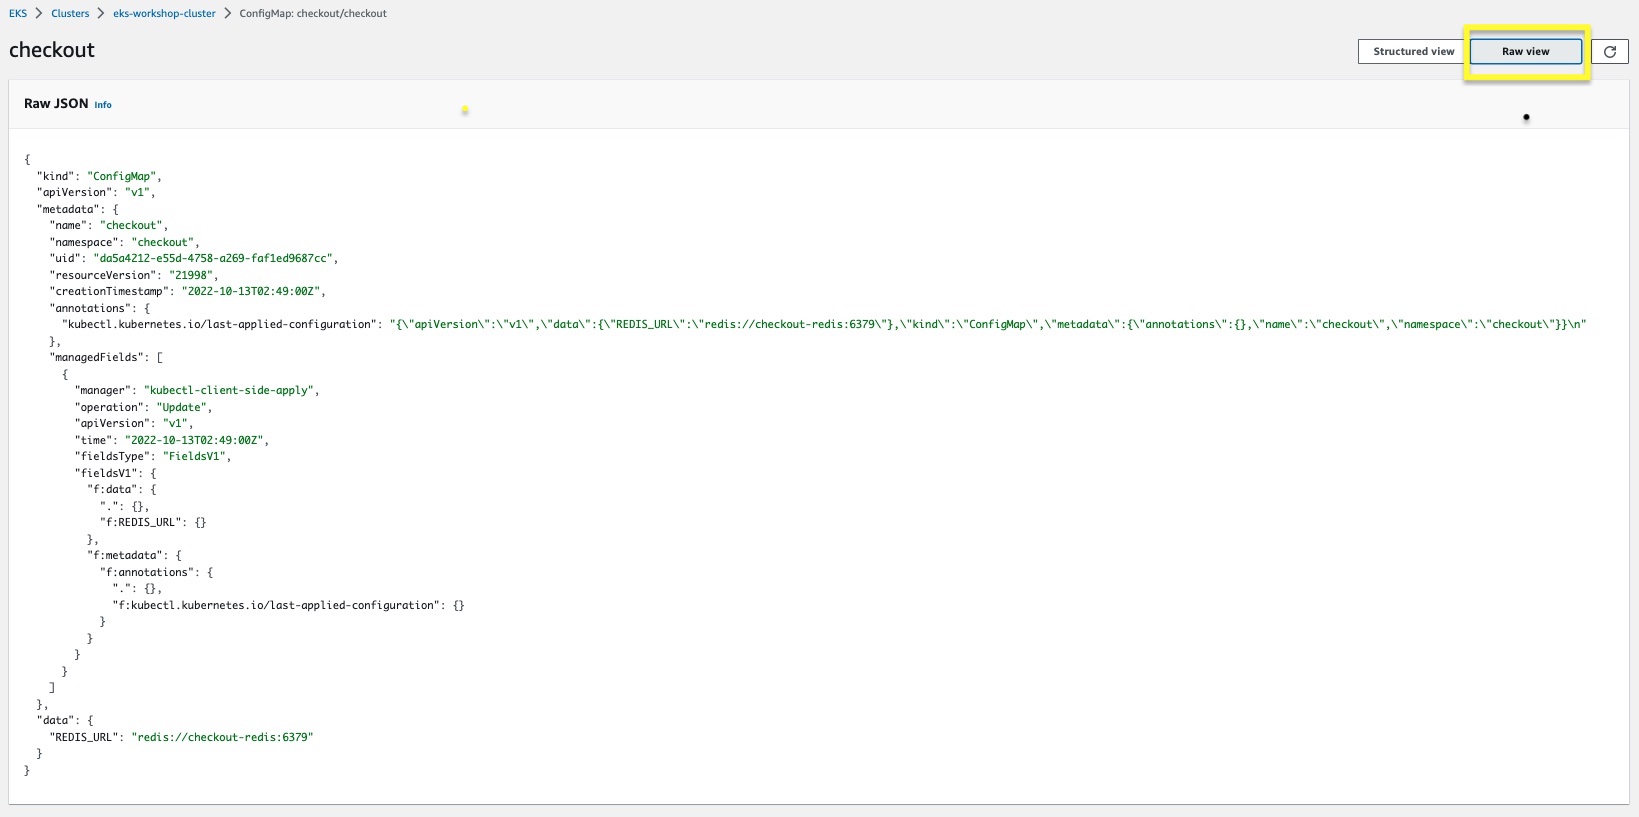 EKS > Clusters > eks-workshop-cluster > ConfigMap: checkout/checkout
checkout
Structured view
Raw view
Raw JSON Info
{
  "kind": "ConfigMap",
  "apiVersion": "v1",
  "metadata": {
    "name": "checkout",
    "namespace": "checkout",
    "uid": "da5a4212-e55d-4758-a269-faf1ed9687cc",
    "resourceVersion": "21998",
    "creationTimestamp": "2022-10-13T02:49:00Z",
    "annotations": {
      "kubectl.kubernetes.io/last-applied-configuration": "{\"apiVersion\":\"v1\",\"data\":{\"REDIS_URL\":\"redis://checkout-redis:6379\"},\"kind\":\"ConfigMap\",\"metadata\":{\"annotations\":{},\"name\":\"checkout\",\"namespace\":\"checkout\"}}\n"
    },
    "managedFields": [
      {
        "manager": "kubectl-client-side-apply",
        "operation": "Update",
        "apiVersion": "v1",
        "time": "2022-10-13T02:49:00Z",
        "fieldsType": "FieldsV1",
        "fieldsV1": {
          "f:data": {
            ".": {},
            "f:REDIS_URL": {}
          },
          "f:metadata": {
            "f:annotations": {
              ".": {},
              "f:kubectl.kubernetes.io/last-applied-configuration": {}
            }
          }
        }
      }
    ]
  },
  "data": {
    "REDIS_URL": "redis://checkout-redis:6379"
  }
}